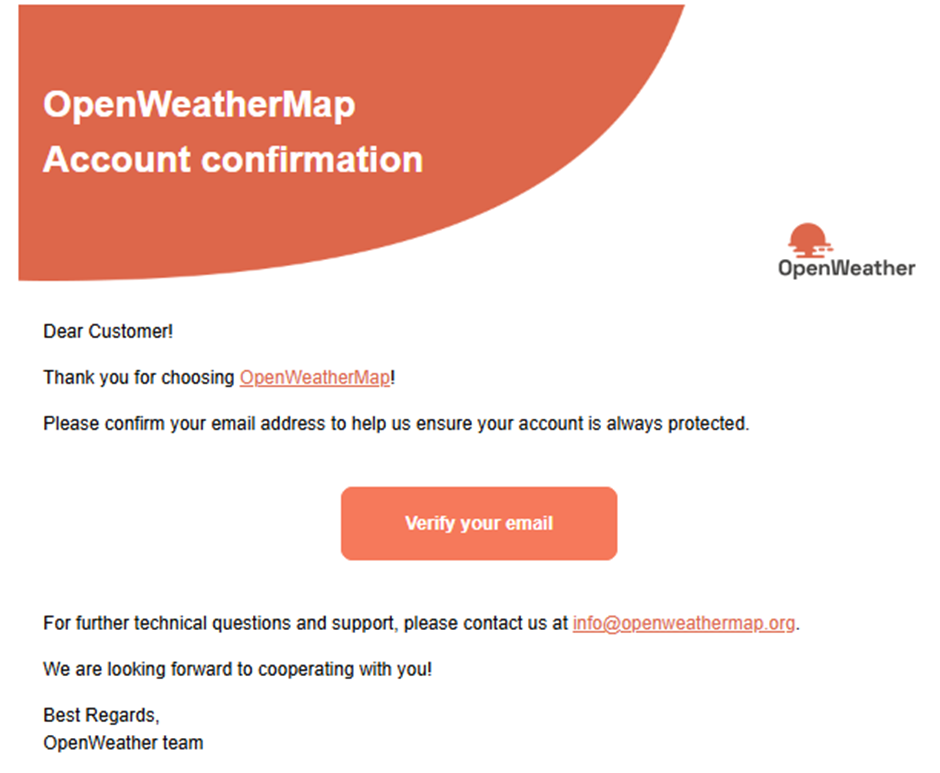 OpenWeatherMap
Account confirmation
OpenWeather
Dear Customer!
Thank you for choosing OpenWeatherMap!
Please confirm your email address to help us ensure your account is always protected.
Verify your email
For further technical questions and support, please contact us at info@openweathermap.org.
We are looking forward to cooperating with you!
Best Regards,
OpenWeather team